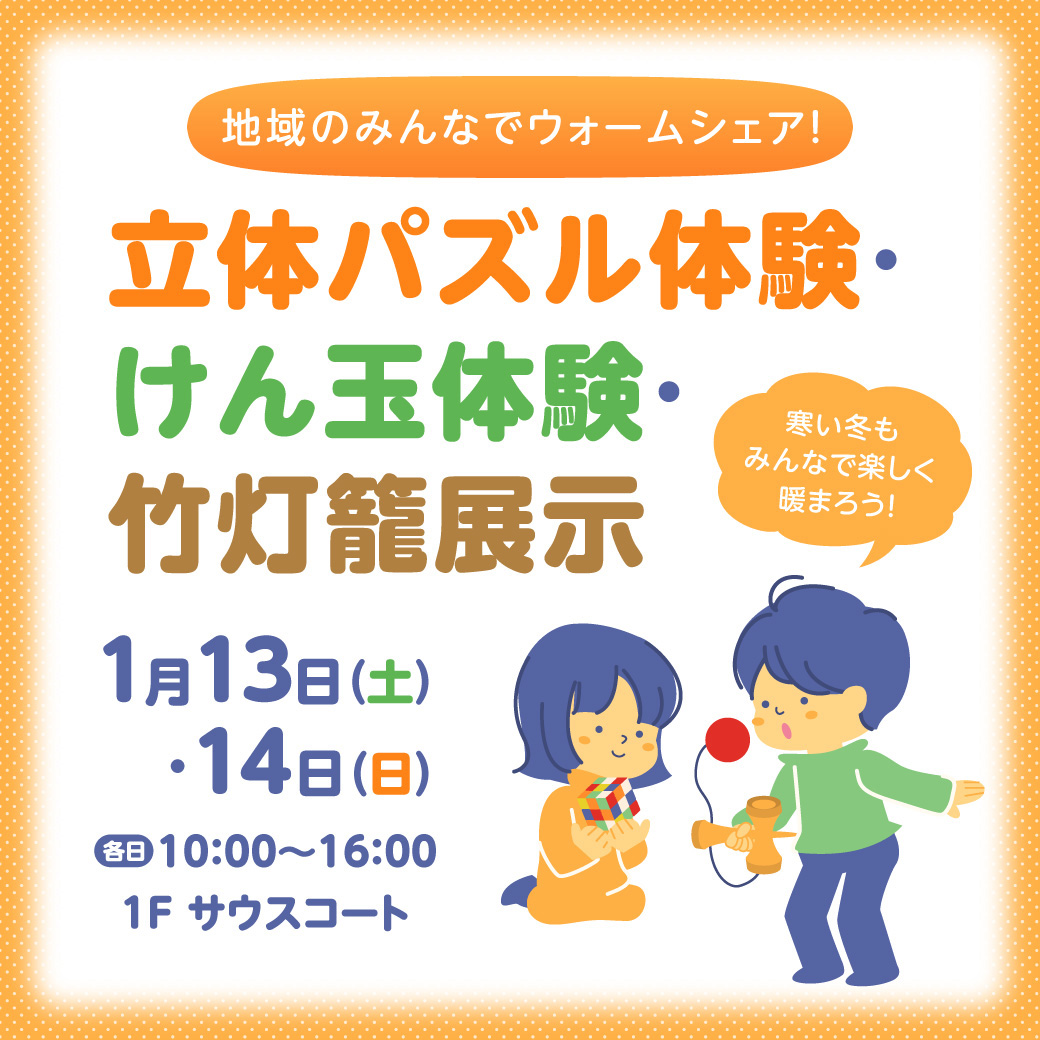 地域のみんなでウォームシェア!
立体パズル体験・
けん玉体験・
竹灯籠展示
寒い冬も
みんなで楽しく
暖まろう!
1月13日(土)
・14日(日)
各日10:00〜16:00
1F サウスコート